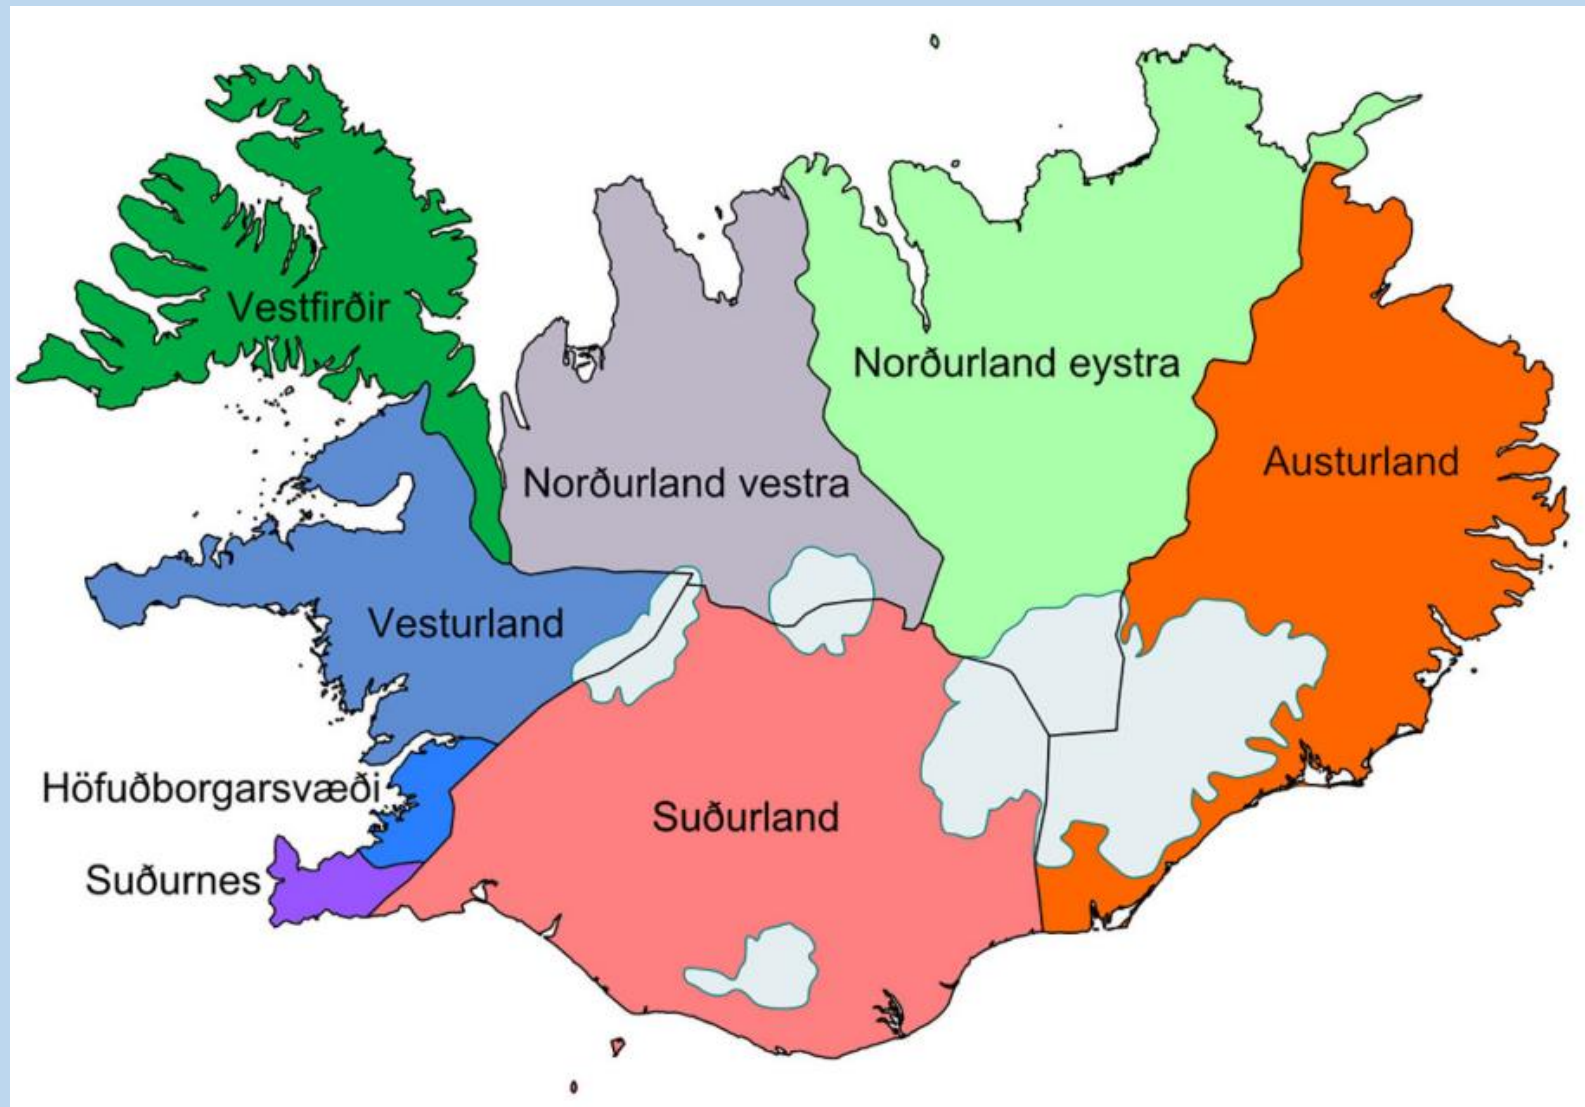 Vestfirðir
Norðurland eystra
Austurland
Norðurland vestra
Vesturland
Höfuðborgarsvæði
Suðurland
Suðurnes